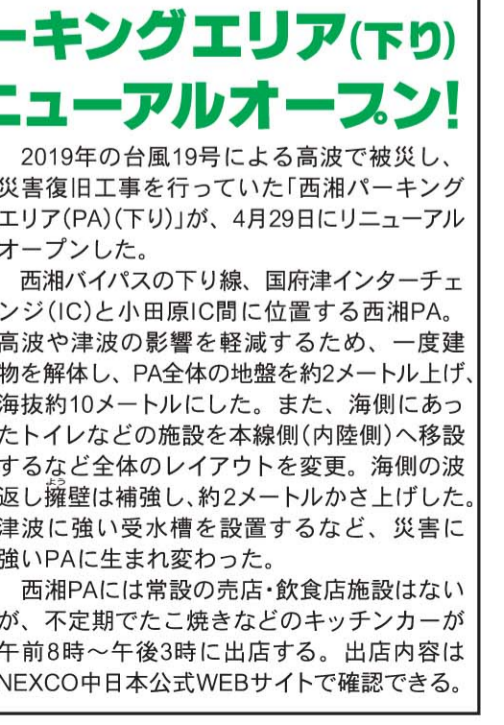 ーキングエリア(下り)
ニューアルオープン!
2019年の台風19号による高波で被災し、
災害復旧工事を行っていた「西湘パーキング
エリア(PA)(下り)」が、4月29日にリニューアル
オープンした。
西湘バイパスの下り線、国府津インターチェ
ンジ(IC)と小田原IC間に位置する西湘PA。
高波や津波の影響を軽減するため、一度建
物を解体し、PA全体の地盤を約2メートル上げ、
海抜約10メートルにした。また、海側にあっ
たトイレなどの施設を本線側(内陸側)へ移設
するなど全体のレイアウトを変更。海側の波
よう
返し擁壁は補強し、約2メートルかさ上げした。
津波に強い受水槽を設置するなど、災害に
強いPAに生まれ変わった。
西湘PAには常設の売店・飲食店施設はない
が、不定期でたこ焼きなどのキッチンカーが
午前8時〜午後3時に出店する。出店内容は
NEXCO中日本公式WEBサイトで確認できる。